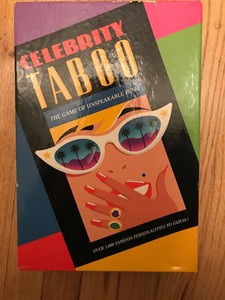 CELEBRITY
TABOO
THE GAME OF UNSPEAKABLE FUN!
OVER 1,000 FAMOUS PERSONALITIES TO GUESS!